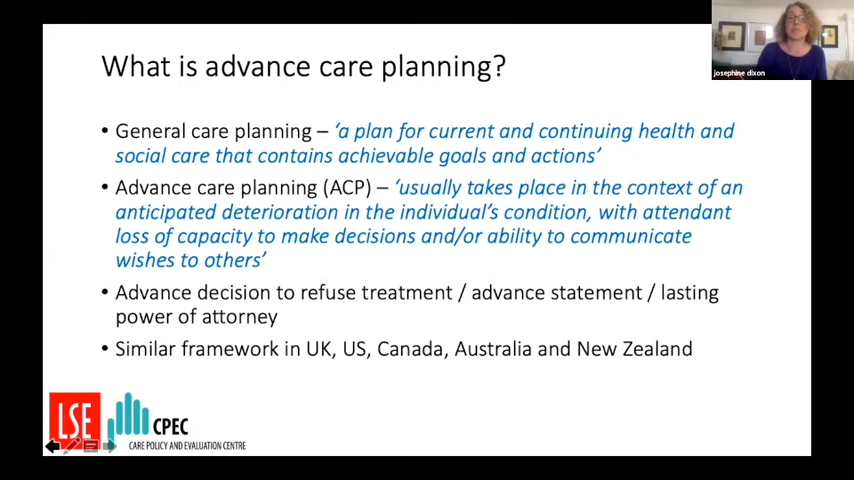 What is advance care planning?
josephine dixon
• General care planning – ‘a plan for current and continuing health and
social care that contains achievable goals and actions’
• Advance care planning (ACP) – ‘usually takes place in the context of an
anticipated deterioration in the individual’s condition, with attendant
loss of capacity to make decisions and/or ability to communicate
wishes to others’
• Advance decision to refuse treatment / advance statement / lasting
power of attorney
• Similar framework in UK, US, Canada, Australia and New Zealand
LSE
CPEC
CARE POLICY AND EVALUATION CENTRE